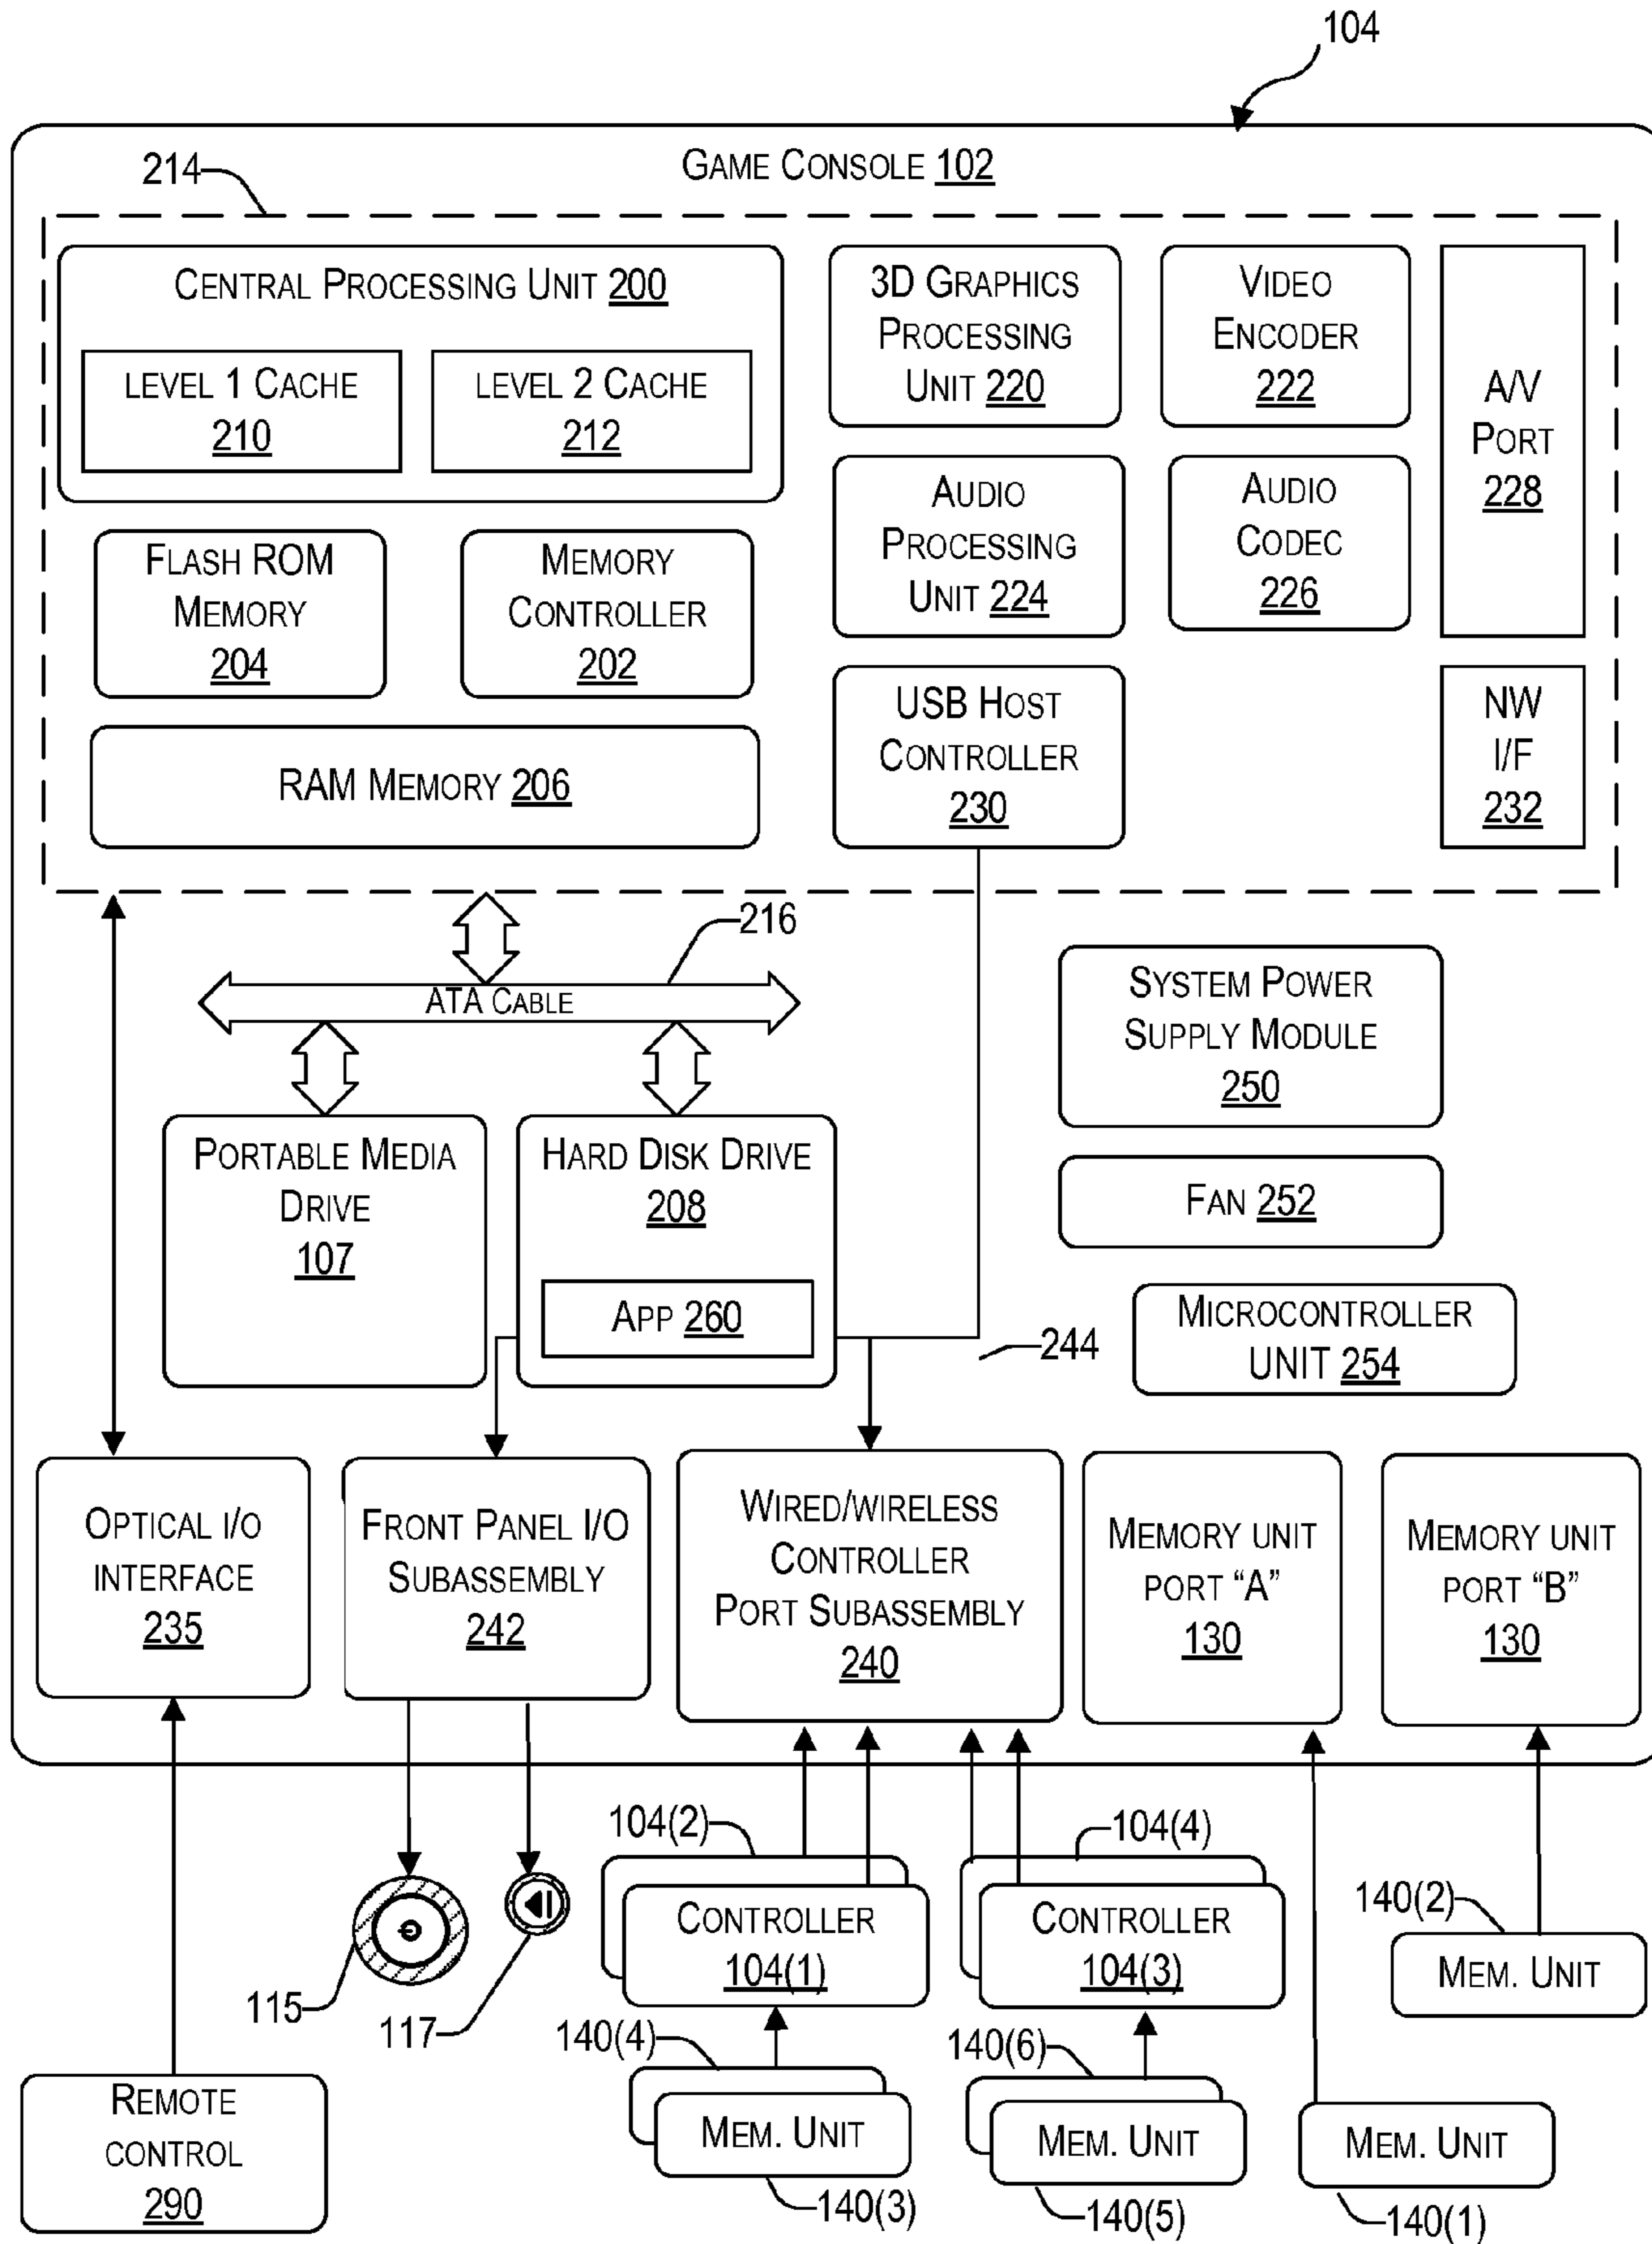 104
GAME CONSOLE 102
214
CENTRAL PROCESSING UNIT 200
LEVEL 1 CACHE
210
LEVEL 2 CACHE
212
3D GRAPHICS
PROCESSING
UNIT 220
VIDEO
ENCODER
222
A/V
PORT
228
AUDIO
PROCESSING
UNIT 224
AUDIO
CODEC
226
FLASH ROM
MEMORY
204
MEMORY
CONTROLLER
202
USB HOST
CONTROLLER
230
NW
I/F
232
RAM MEMORY 206
216
ATA CABLE
SYSTEM POWER
SUPPLY MODULE
250
PORTABLE MEDIA
DRIVE
107
HARD DISK DRIVE
208
APP 260
FAN 252
244
MICROCONTROLLER
UNIT 254
OPTICAL I/O
INTERFACE
235
FRONT PANEL I/O
SUBASSEMBLY
242
WIRED/WIRELESS
CONTROLLER
PORT SUBASSEMBLY
240
MEMORY UNIT
PORT “A”
130
MEMORY UNIT
PORT “B”
130
104(2)
104(4)
CONTROLLER
104(1)
CONTROLLER
104(3)
140(2)
MEM. UNIT
115
117
140(4)
140(6)
REMOTE
CONTROL
290
MEM. UNIT
MEM. UNIT
MEM. UNIT
140(3)
140(5)
140(1)